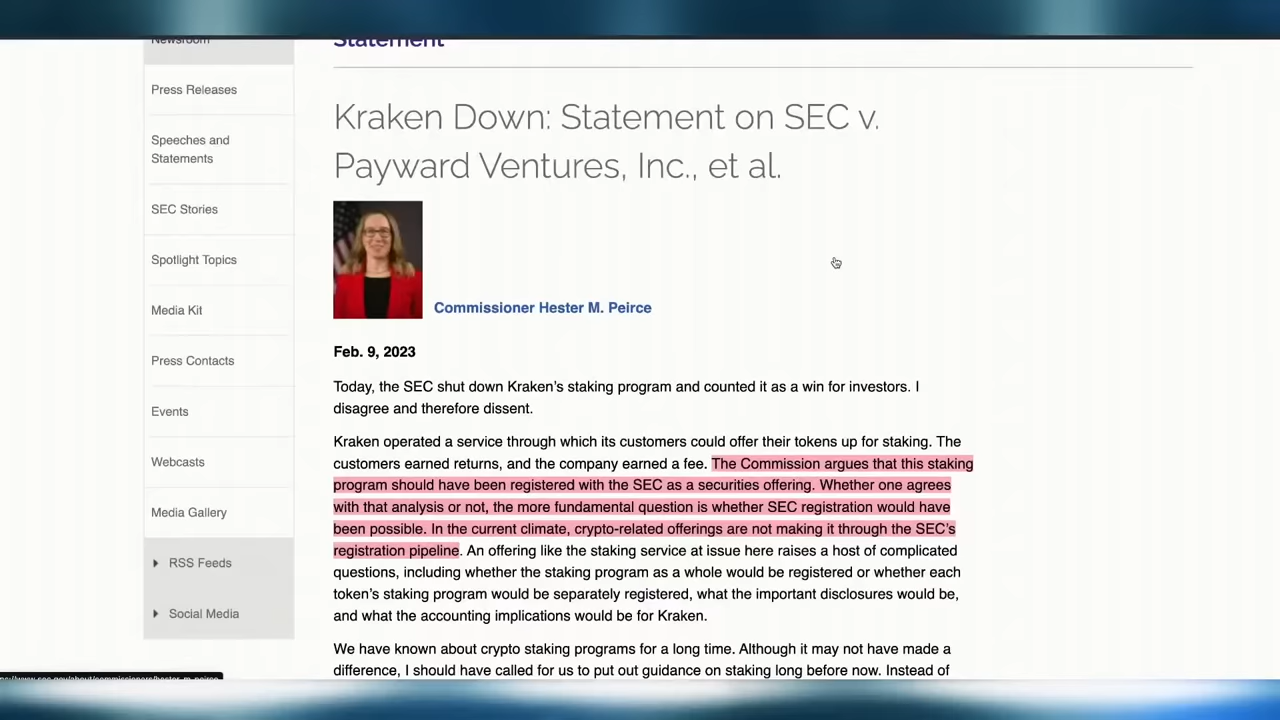 Newsroom
Statement
Press Releases
Speeches and
Statements
SEC Stories
Spotlight Topics
Media Kit
Press Contacts
Events
Webcasts
Media Gallery
RSS Feeds
Social Media
Kraken Down: Statement on SEC v.
Payward Ventures, Inc., et al.
Commissioner Hester M. Peirce
Feb. 9, 2023
Today, the SEC shut down Kraken’s staking program and counted it as a win for investors. I
disagree and therefore dissent.
Kraken operated a service through which its customers could offer their tokens up for staking. The
customers earned returns, and the company earned a fee. The Commission argues that this staking
program should have been registered with the SEC as a securities offering. Whether one agrees
with that analysis or not, the more fundamental question is whether SEC registration would have
been possible. In the current climate, crypto-related offerings are not making it through the SEC’s
registration pipeline. An offering like the staking service at issue here raises a host of complicated
questions, including whether the staking program as a whole would be registered or whether each
token’s staking program would be separately registered, what the important disclosures would be,
and what the accounting implications would be for Kraken.
We have known about crypto staking programs for a long time. Although it may not have made a
difference, I should have called for us to put out guidance on staking long before now. Instead of